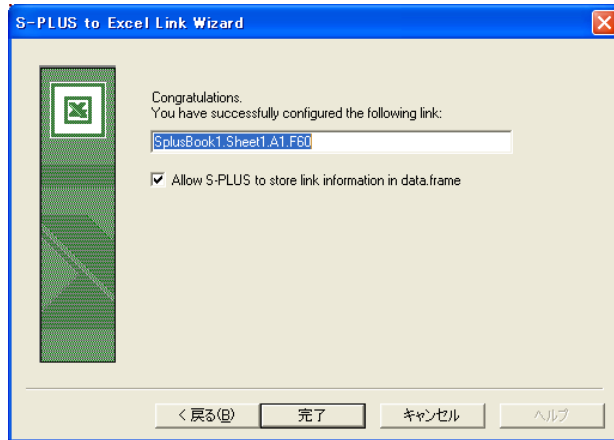 S-PLUS to Excel Link Wizard
Congratulations.
You have successfully configured the following link:
SplusBook1.Sheet1.A1.F60
Allow S-PLUS to store link information in data.frame
< 戻る(B)
完了
キャンセル
ヘルプ